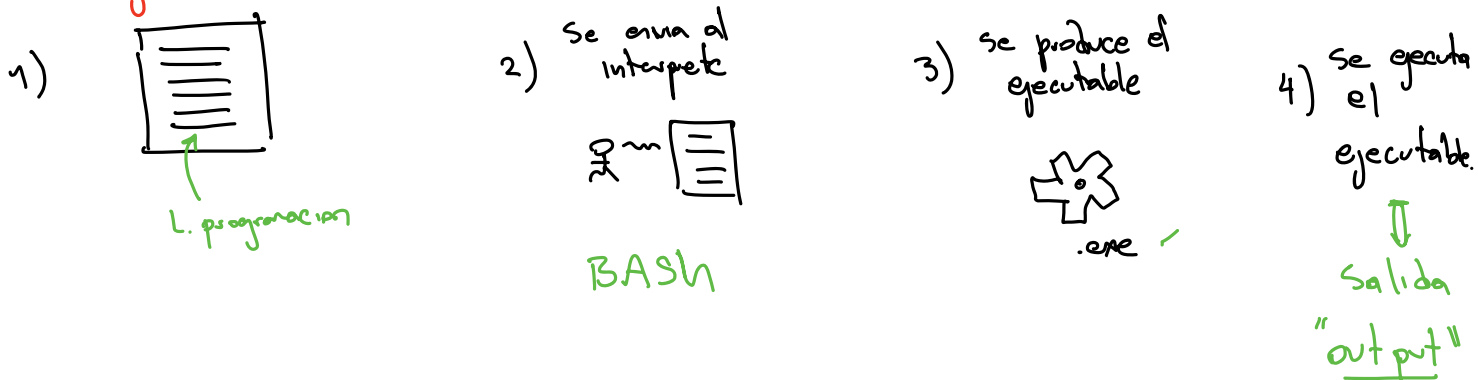 1)
L. programacion
2) Se envia al
interprete
BASh
3) se produce el
ejecutable
.exe
4) se ejecuta
el
ejecutable.
Salida
"output"